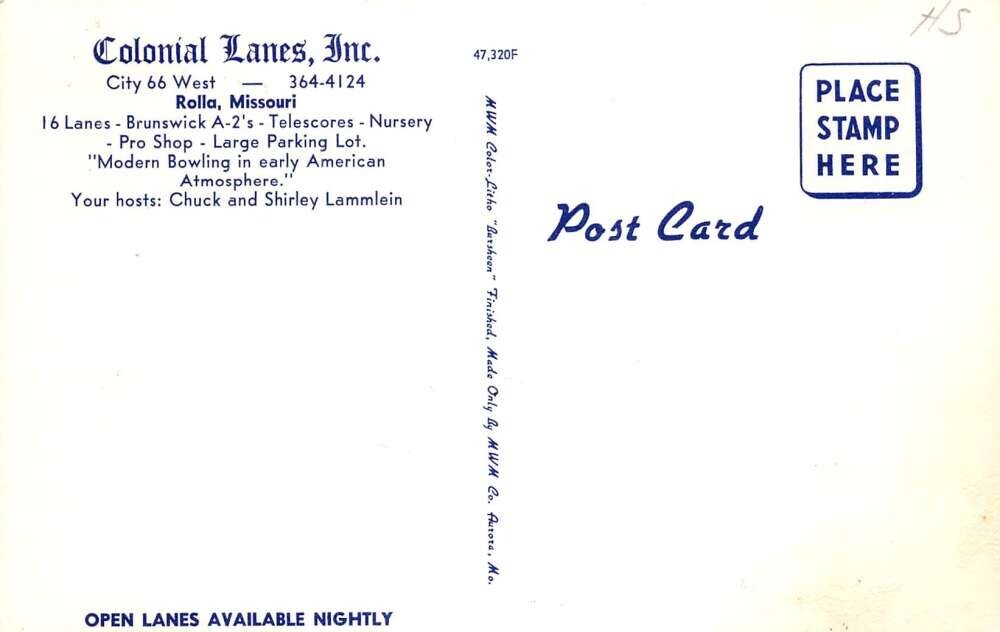 Colonial Lanes, Inc.
City 66 West — 364-4124
Rolla, Missouri
16 Lanes - Brunswick A-2's - Telescores - Nursery
- Pro Shop - Large Parking Lot.
"Modern Bowling in early American
Atmosphere."
Your hosts: Chuck and Shirley Lammlein
OPEN LANES AVAILABLE NIGHTLY
47,320F
MWM Color-Litho "Bursheen" Finished, Made Only By MWM Co. Aurora, Mo.
HS
PLACE
STAMP
HERE
Post Card